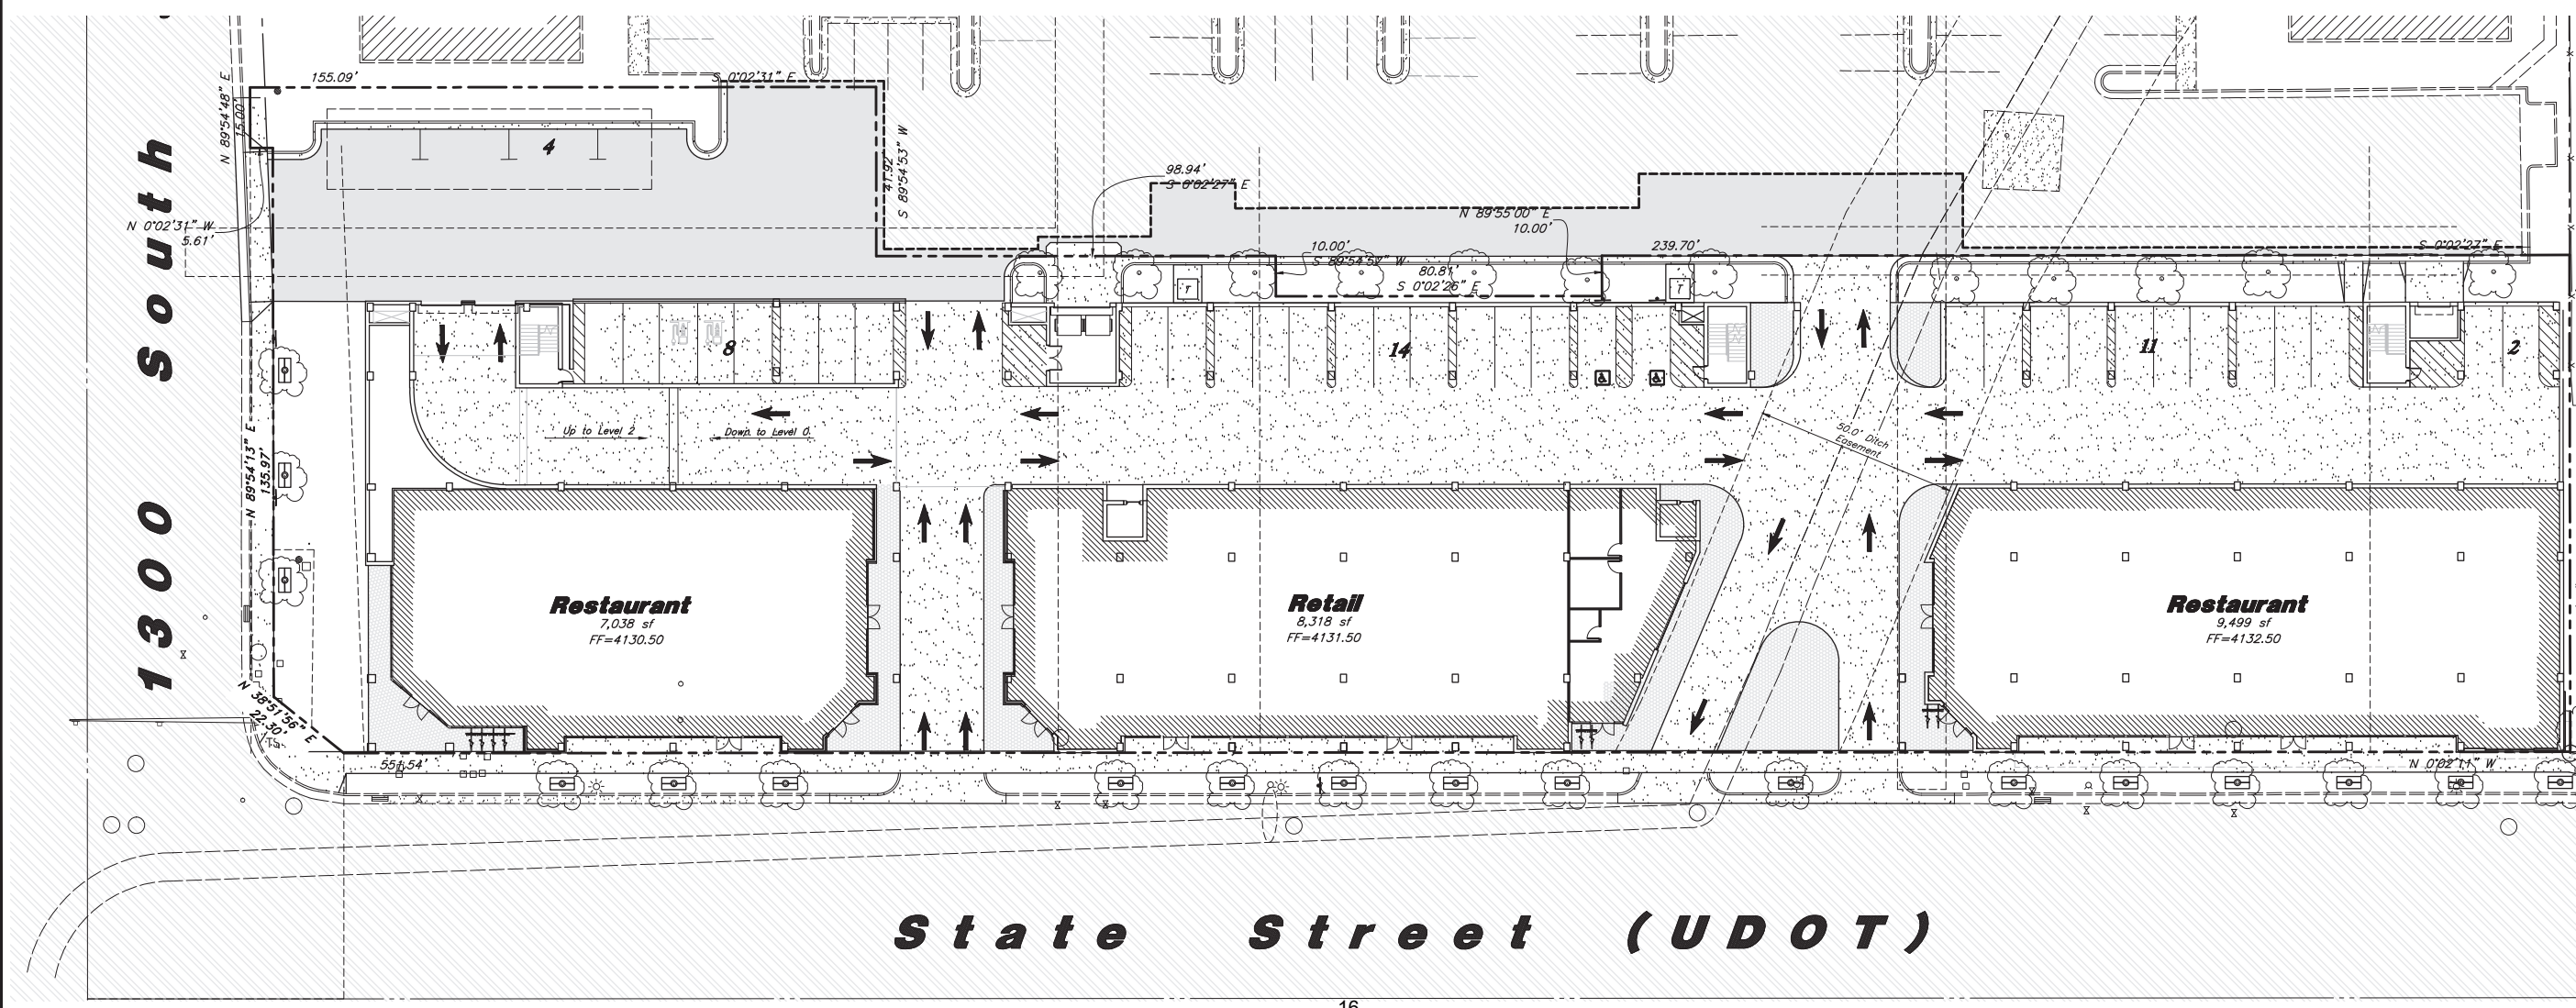 155.09'
S 0°02'31" E
N 89°54'48" E
15.00'
4
41.92'
S 89°54'53" W
98.94'
S 0°02'27" E
N 0°02'31" W
5.61'
N 89°55'00" E
10.00'
10.00'
S 89°54'52" W
80.81'
S 0°02'26" E
239.70'
S 0°02'27" E
T
T
8
14
11
2
Up to Level 2
Down to Level 0
50.0' Ditch
Easement
N 89°54'13" E
135.97'
1300 South
Restaurant
7,038 sf
FF=4130.50
Retail
8,318 sf
FF=4131.50
Restaurant
9,499 sf
FF=4132.50
N 38°51'56" E
22.30'
551.54'
N 0°02'11" W
State Street (UDOT)
16